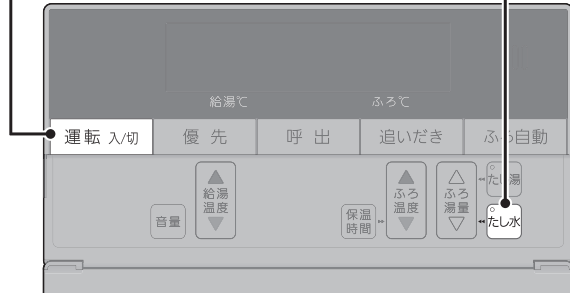 給湯℃
ふろ℃
運転 入/切
優先
呼出
追いだき
ふろ自動
給湯温度
音量
保温時間
ふろ温度
ふろ湯量
たし湯
たし水